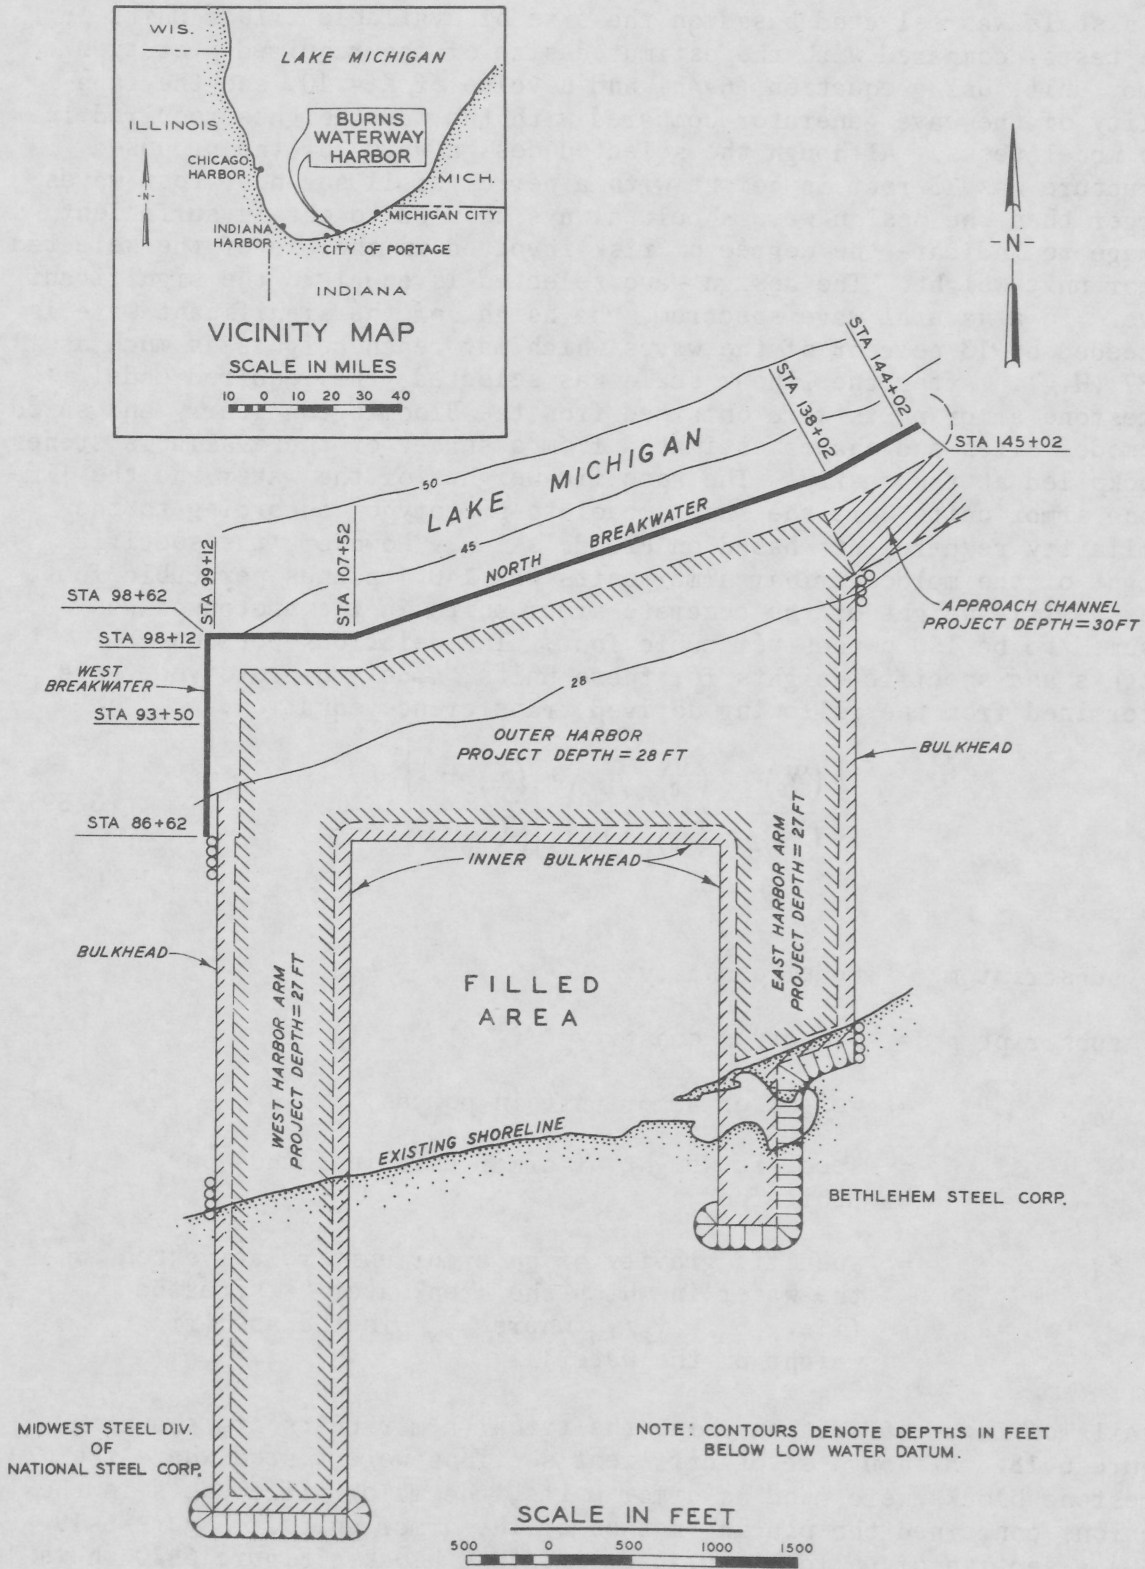 WIS.
LAKE MICHIGAN
ILLINOIS
BURNS
WATERWAY
HARBOR
CHICAGO
HARBOR
MICH.
N
MICHIGAN CITY
INDIANA
HARBOR
CITY OF PORTAGE
INDIANA
VICINITY MAP
SCALE IN MILES
10 0 10 20 30 40
-N-
STA 144+02
STA 138+02
STA 145+02
50
LAKE MICHIGAN
45
NORTH BREAKWATER
STA 99+12
STA 107+52
STA 98+62
STA 98+12
WEST
BREAKWATER
STA 93+50
STA 86+62
APPROACH CHANNEL
PROJECT DEPTH=30FT
28
OUTER HARBOR
PROJECT DEPTH=28 FT
BULKHEAD
INNER BULKHEAD
EAST HARBOR ARM
PROJECT DEPTH=27 FT
BULKHEAD
WEST HARBOR ARM
PROJECT DEPTH=27 FT
FILLED
AREA
EXISTING SHORELINE
BETHLEHEM STEEL CORP.
MIDWEST STEEL DIV.
OF
NATIONAL STEEL CORP.
NOTE: CONTOURS DENOTE DEPTHS IN FEET
BELOW LOW WATER DATUM.
SCALE IN FEET
500 0 500 1000 1500